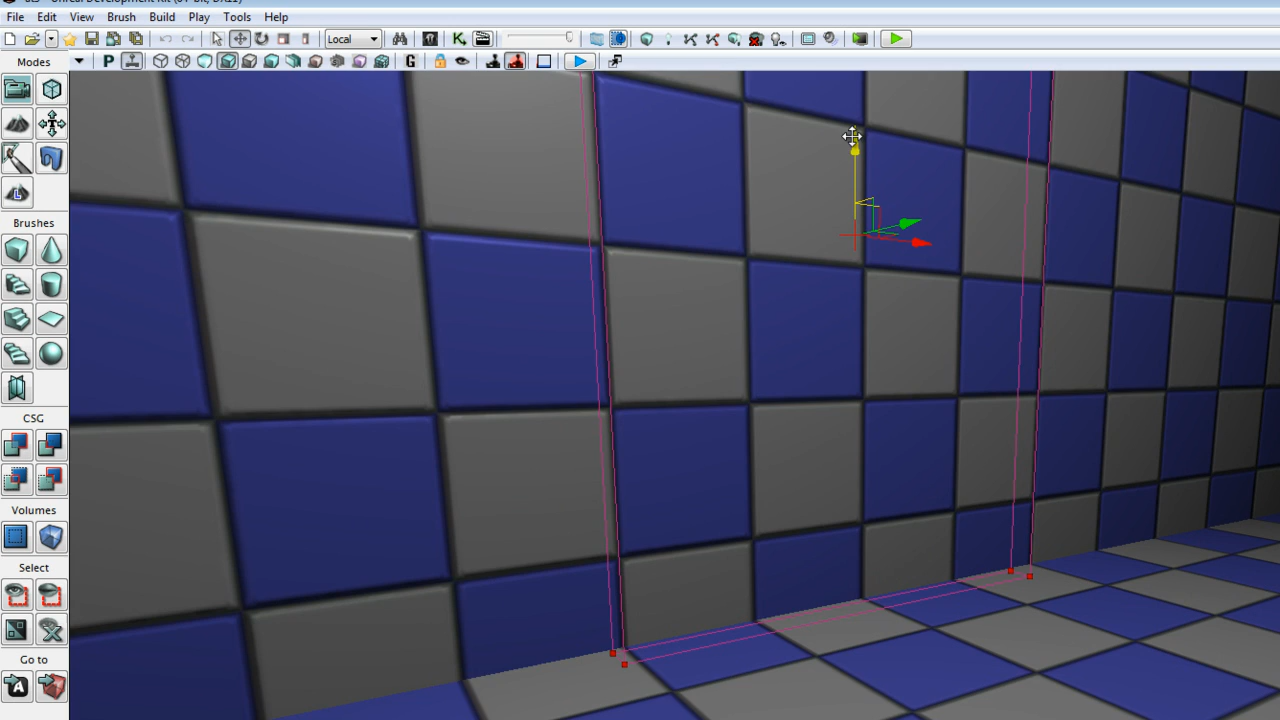 File Edit View Brush Build Play Tools Help
Local
P
G
Modes
Brushes
CSG
Volumes
Select
Go to
A